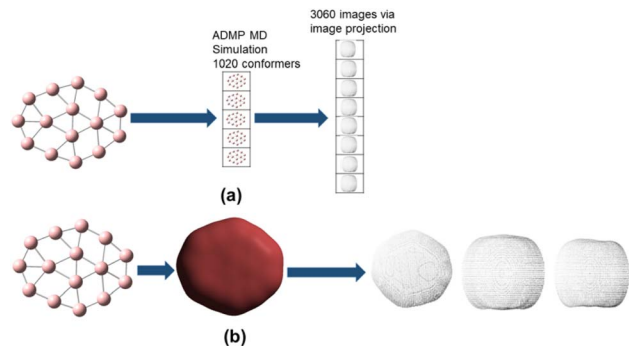 3060 images via
image projection
ADMP MD
Simulation
1020 conformers
(a)
(b)